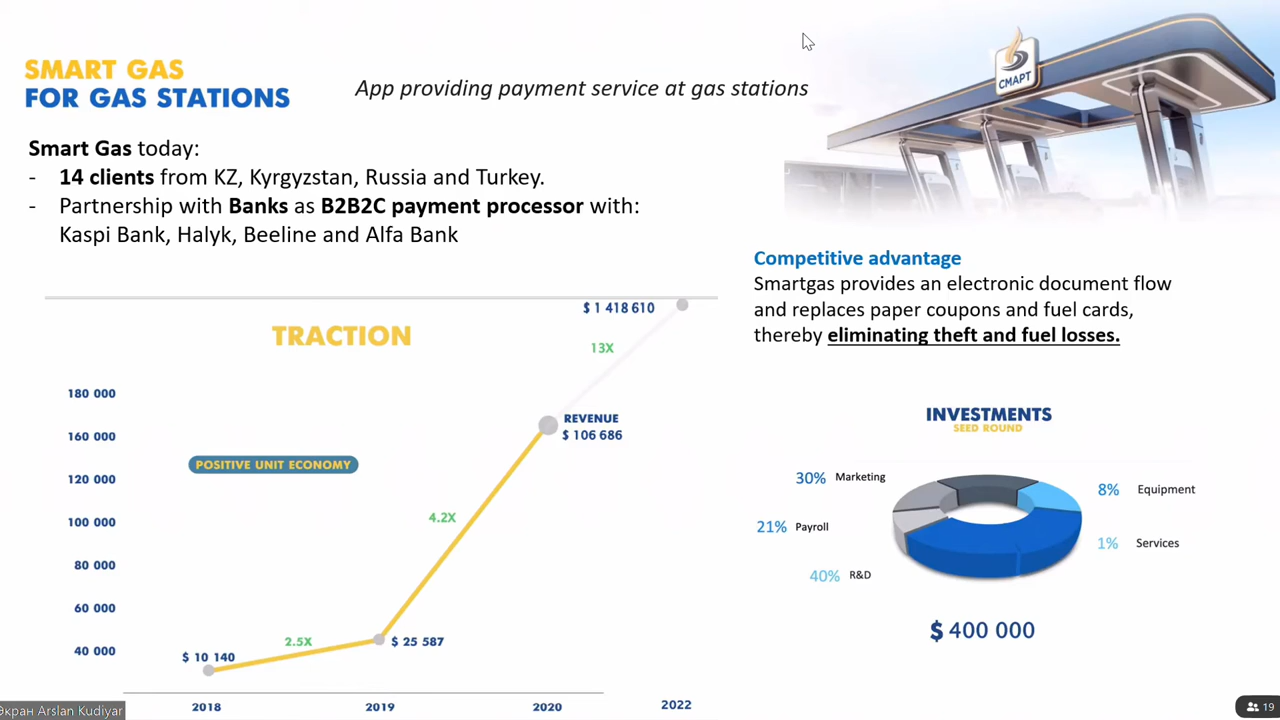 SMART GAS
FOR GAS STATIONS
App providing payment service at gas stations
СМАРТ
Smart Gas today:
- 14 clients from KZ, Kyrgyzstan, Russia and Turkey.
- Partnership with Banks as B2B2C payment processor with:
Kaspi Bank, Halyk, Beeline and Alfa Bank
Competitive advantage
Smartgas provides an electronic document flow
and replaces paper coupons and fuel cards,
thereby eliminating theft and fuel losses.
TRACTION
$ 1 418 610
13X
180 000
160 000
120 000
100 000
80 000
60 000
40 000
POSITIVE UNIT ECONOMY
REVENUE
$ 106 686
4.2X
2.5X
$ 10 140
$ 25 587
2018
2019
2020
2022
INVESTMENTS
SEED ROUND
30% Marketing
8% Equipment
21% Payroll
1% Services
40% R&D
$ 400 000
Экран Arslan Kudiyar
19